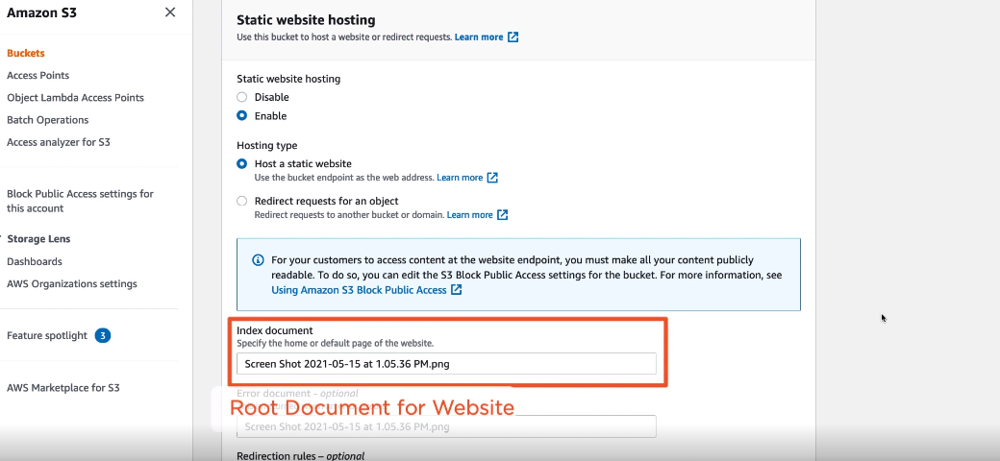 Amazon S3
Buckets
Access Points
Object Lambda Access Points
Batch Operations
Access analyzer for S3
Block Public Access settings for
this account
Storage Lens
Dashboards
AWS Organizations settings
Feature spotlight 3
AWS Marketplace for S3
Static website hosting
Use this bucket to host a website or redirect requests. Learn more
Static website hosting
Disable
Enable
Hosting type
Host a static website
Use the bucket endpoint as the web address. Learn more
Redirect requests for an object
Redirect requests to another bucket or domain. Learn more
For your customers to access content at the website endpoint, you must make all your content publicly
readable. To do so, you can edit the S3 Block Public Access settings for the bucket. For more information, see
Using Amazon S3 Block Public Access
Index document
Specify the home or default page of the website.
Screen Shot 2021-05-15 at 1.05.36 PM.png
Error document – optional
Root Document for Website
Screen Shot 2021-05-15 at 1.05.36 PM.png
Redirection rules – optional